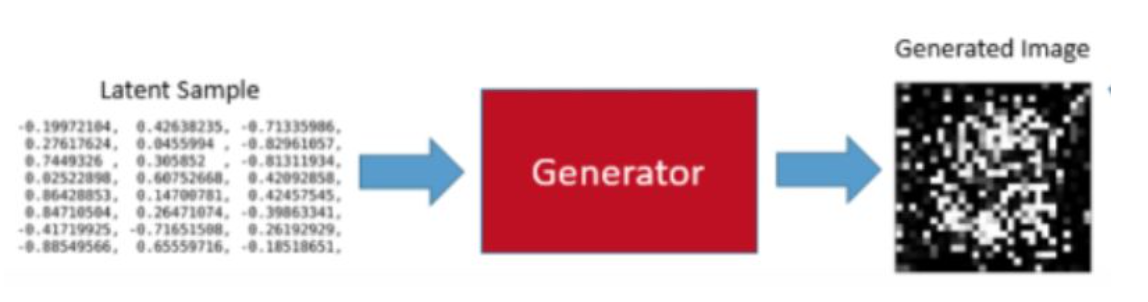 Generated Image
Latent Sample
-0.19972104, 0.42638235, -0.71335986,
0.27617624, 0.0455994 , -0.82961057,
0.7449326 , 0.305852 , -0.81311934,
0.02522898, 0.60752668, 0.42092858,
0.86428853, 0.14700781, 0.42457545,
0.84710504, 0.26471074, -0.39863341,
-0.41719925, -0.71651508, 0.26192929,
-0.88549566, 0.65559716, -0.18518651,
Generator